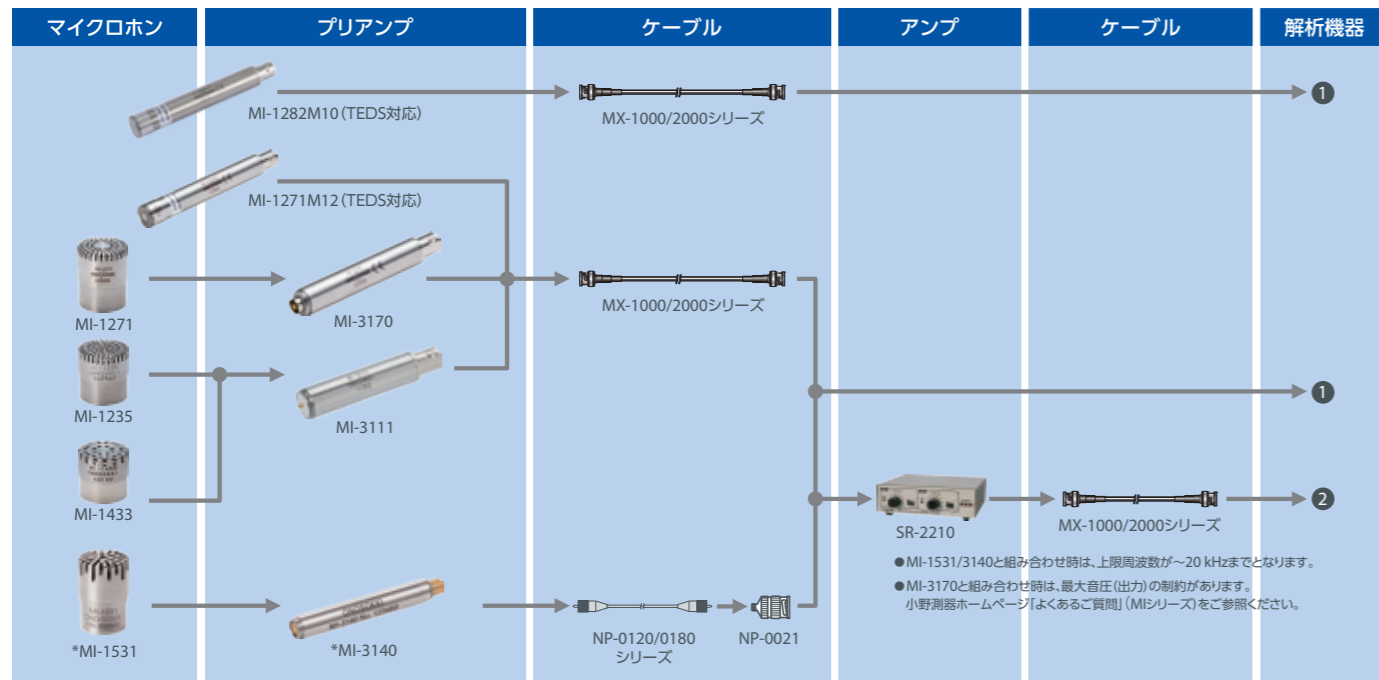 マイクロホン
プリアンプ
ケーブル
アンプ
ケーブル
解析機器
MI-1282M10（TEDS対応）
MX-1000/2000シリーズ
❶
MI-1271M12（TEDS対応）
MI-1271
MI-3170
MX-1000/2000シリーズ
MI-1235
MI-3111
❶
MI-1433
SR-2210
MX-1000/2000シリーズ
❷
●MI-1531/3140と組み合わせ時は、上限周波数が～20 kHzまでとなります。
●MI-3170と組み合わせ時は、最大音圧（出力）の制約があります。
小野測器ホームページ「よくあるご質問」（MIシリーズ）をご参照ください。
*MI-1531
*MI-3140
NP-0120/0180
シリーズ
NP-0021